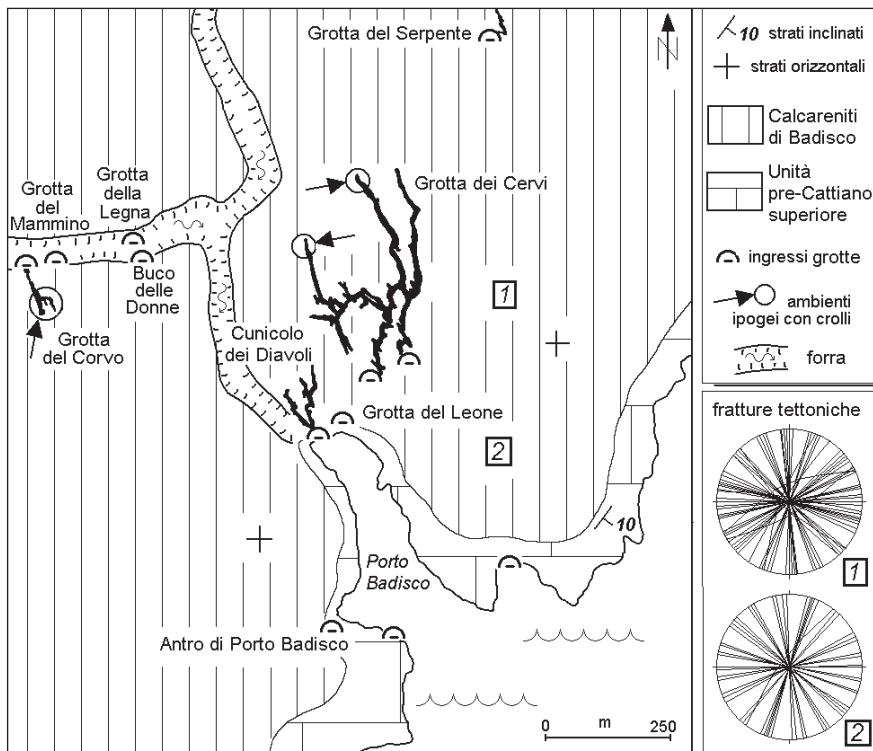 Grotta del Serpente
N
Grotta
della
Legna
Grotta
del
Mammino
Grotta dei Cervi
Buco
delle
Donne
1
Grotta
del Corvo
Cunicolo
dei Diavoli
Grotta del Leone
2
10
Porto
Badisco
Antro di Porto Badisco
0 m 250
10 strati inclinati
strati orizzontali
Calcareniti
di Badisco
Unità
pre-Cattiano
superiore
ingressi grotte
ambienti
ipogei con crolli
forra
fratture tettoniche
1
2